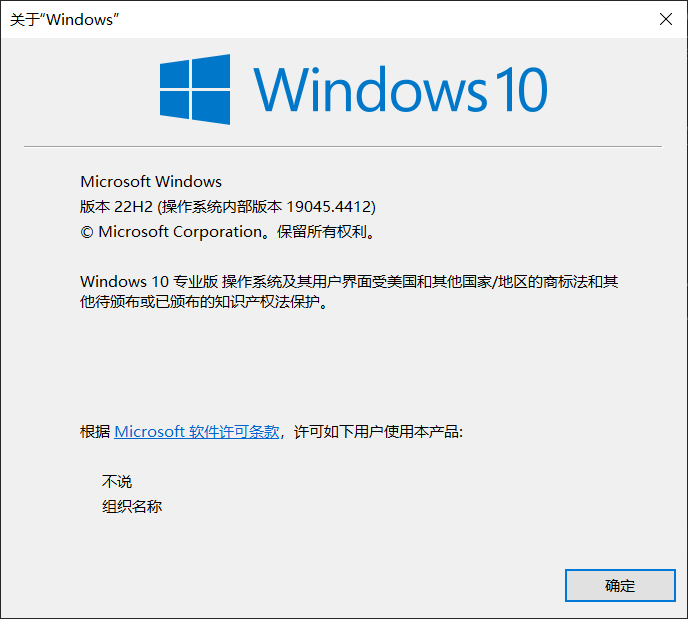 关于“Windows”
Windows 10
Microsoft Windows
版本 22H2 (操作系统内部版本 19045.4412)
© Microsoft Corporation。保留所有权利。
Windows 10 专业版 操作系统及其用户界面受美国和其他国家/地区的商标法和其
他待颁布或已颁布的知识产权法保护。
根据 Microsoft 软件许可条款，许可如下用户使用本产品:
不说
组织名称
确定